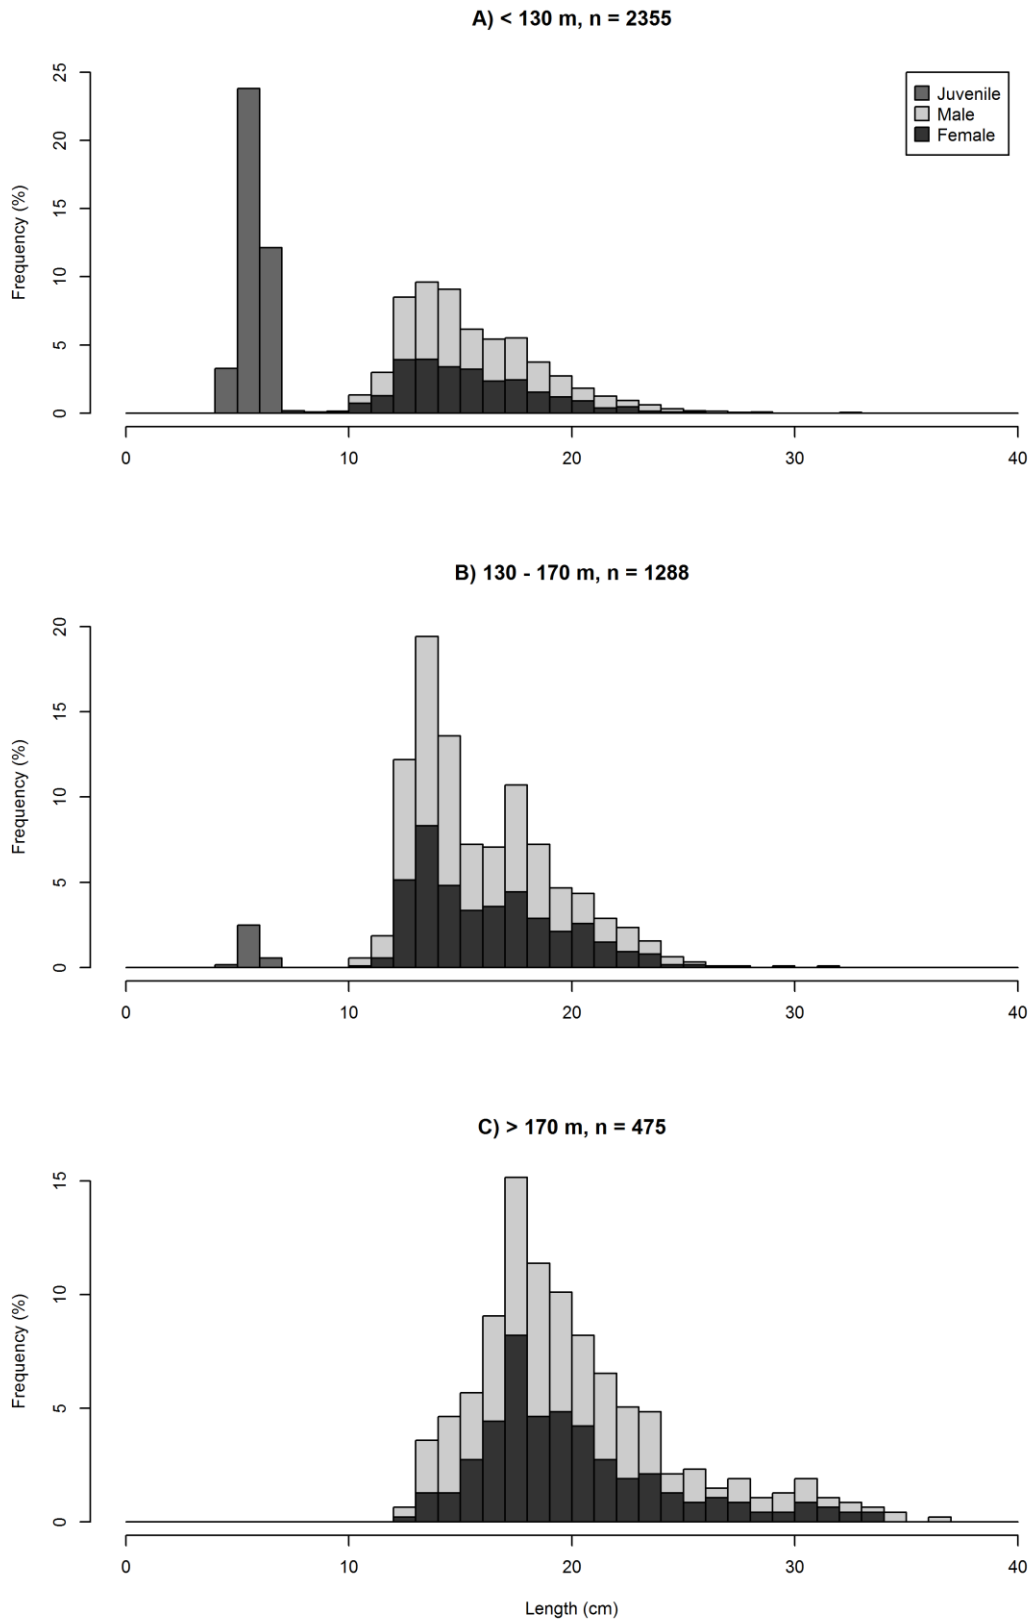 A) < 130 m, n = 2355
Frequency (%)
25
20
15
10
5
0
Juvenile
Male
Female
0 10 20 30 40
B) 130 - 170 m, n = 1288
Frequency (%)
20
15
10
5
0
0 10 20 30 40
C) > 170 m, n = 475
Frequency (%)
15
10
5
0
0 10 20 30 40
Length (cm)